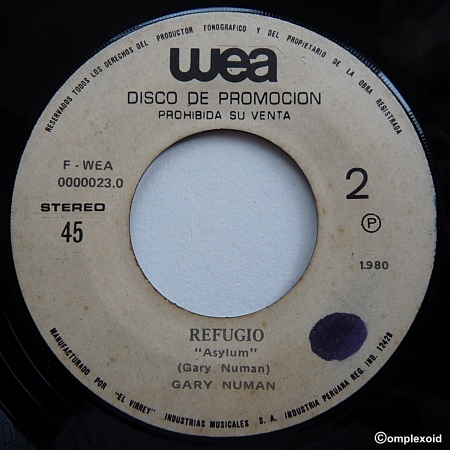 RESERVADOS TODOS LOS DERECHOS DEL PRODUCTOR FONOGRAFICO Y DEL PROPIETARIO DE LA OBRA REGISTRADA
wea
DISCO DE PROMOCION
PROHIBIDA SU VENTA
F - WEA
0000023.0
STEREO
45
2
Ⓟ
1.980
REFUGIO
"Asylum"
(Gary Numan)
GARY NUMAN
MANUFACTURADO POR "EL VIRREY" INDUSTRIAS MUSICALES S. A. INDUSTRIA PERUANA REG. IND. 12428
©omplexoid